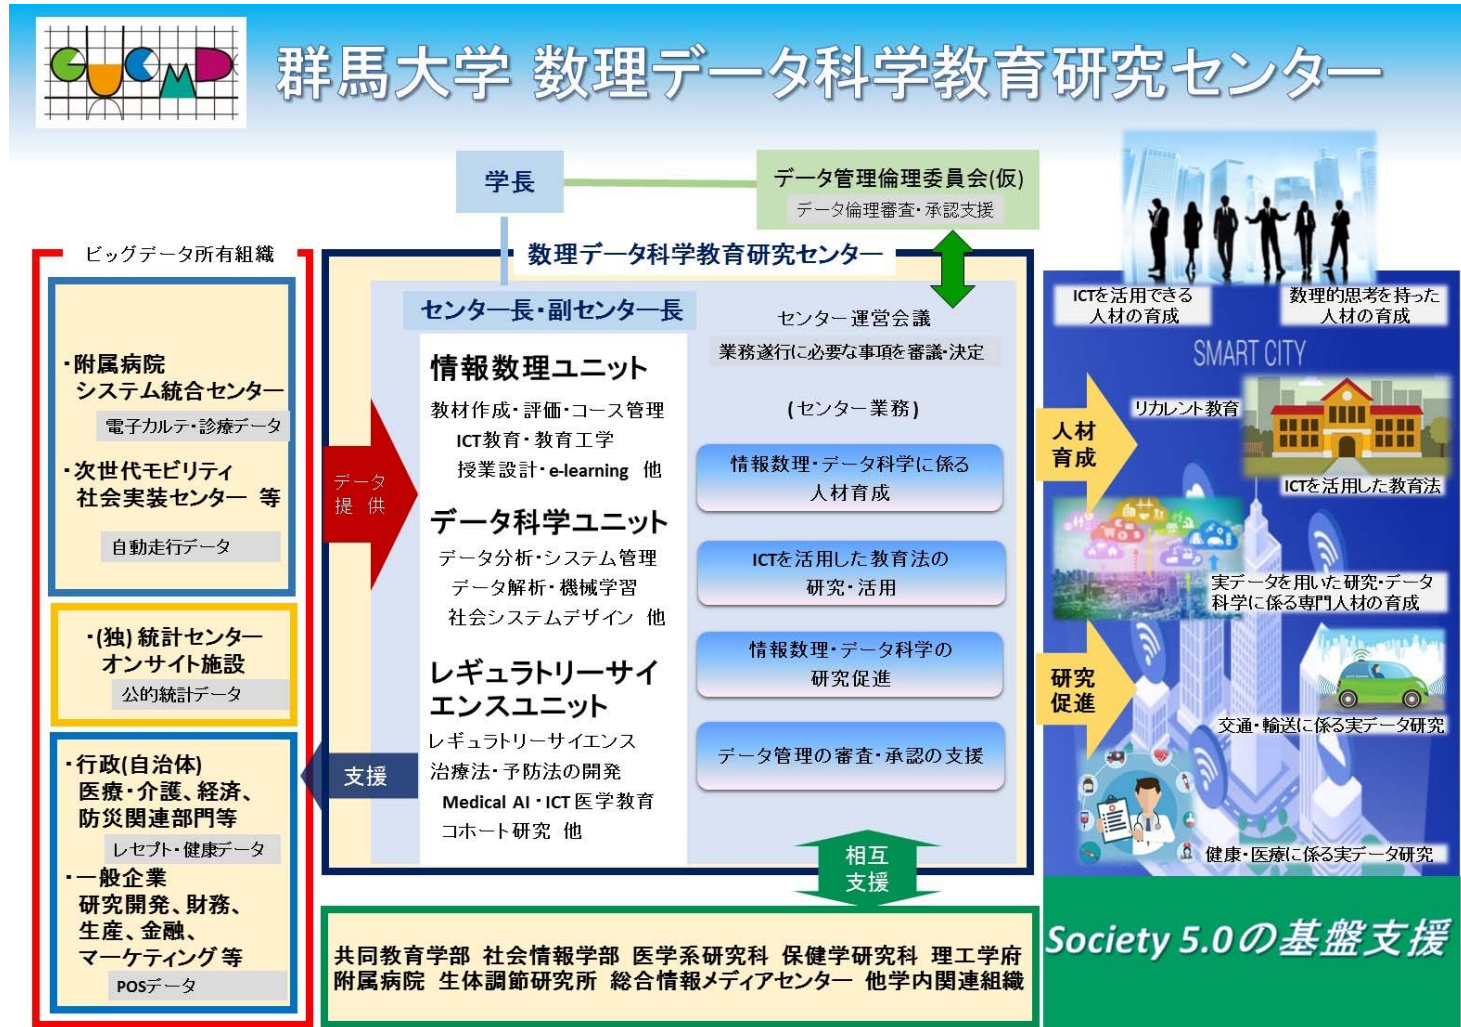 GUCMD
群馬大学 数理データ科学教育研究センター
学長
データ管理倫理委員会(仮)
データ倫理審査・承認支援
ビッグデータ所有組織
・附属病院
システム統合センター
電子カルテ・診療データ
・次世代モビリティ
社会実装センター 等
自動走行データ
・(独)統計センター
オンサイト施設
公的統計データ
・行政(自治体)
医療・介護、経済、
防災関連部門等
レセプト・健康データ
・一般企業
研究開発、財務、
生産、金融、
マーケティング 等
POSデータ
データ
提 供
支援
数理データ科学教育研究センター
センター長・副センター長
情報数理ユニット
教材作成・評価・コース管理
ICT教育・教育工学
授業設計・e-learning 他
データ科学ユニット
データ分析・システム管理
データ解析・機械学習
社会システムデザイン 他
レギュラトリーサイ
エンスユニット
レギュラトリーサイエンス
治療法・予防法の開発
Medical AI・ICT医学教育
コホート研究 他
センター運営会議
業務遂行に必要な事項を審議・決定
(センター業務)
情報数理・データ科学に係る
人材育成
ICTを活用した教育法の
研究・活用
情報数理・データ科学の
研究促進
データ管理の審査・承認の支援
相互
支援
共同教育学部 社会情報学部 医学系研究科 保健学研究科 理工学府
附属病院 生体調節研究所 総合情報メディアセンター 他学内関連組織
ICTを活用できる
人材の育成
数理的思考を持った
人材の育成
SMART CITY
人材
育成
リカレント教育
ICTを活用した教育法
実データを用いた研究・データ
科学に係る専門人材の育成
研究
促進
交通・輸送に係る実データ研究
健康・医療に係る実データ研究
Society 5.0の基盤支援